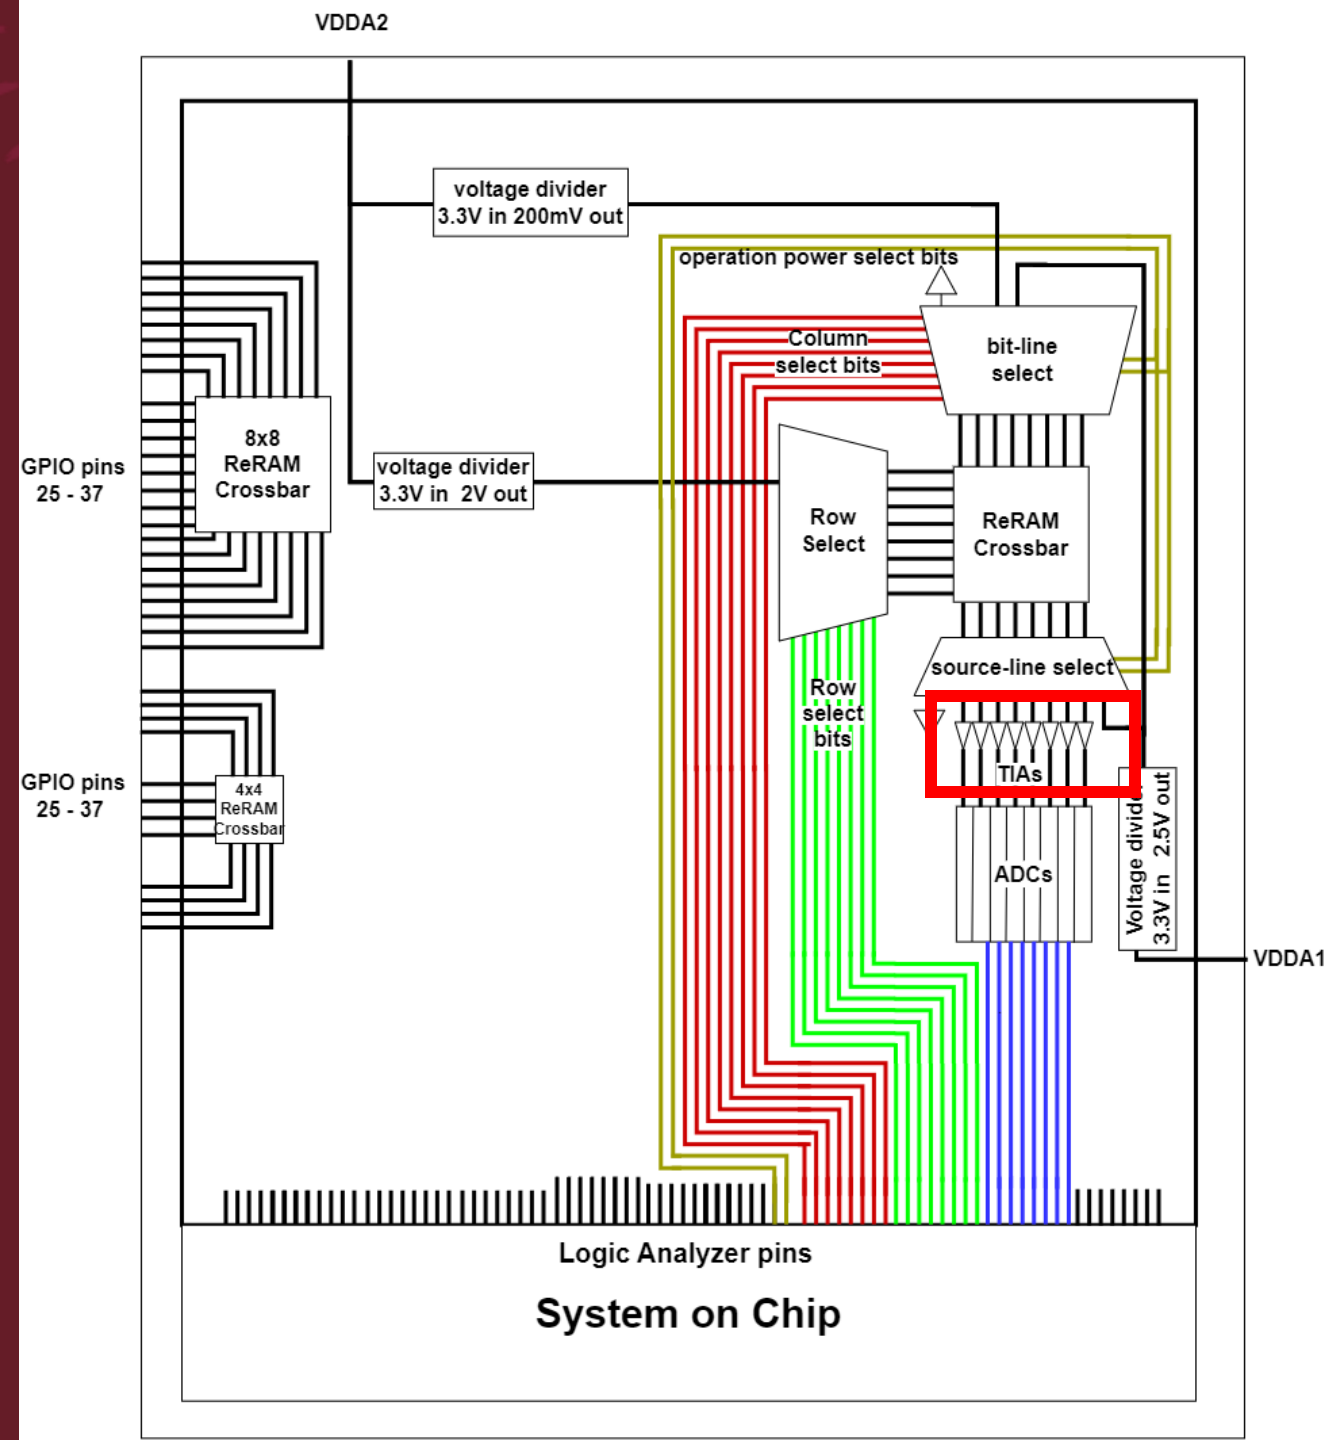 VDDA2
voltage divider
3.3V in 200mV out
operation power select bits
Column
select bits
bit-line
select
8x8
ReRAM
Crossbar
GPIO pins
25 - 37
voltage divider
3.3V in  2V out
Row
Select
ReRAM
Crossbar
source-line select
Row
select
bits
TIAs
GPIO pins
25 - 37
4x4
ReRAM
Crossbar
ADCs
Voltage divider
3.3V in  2.5V out
VDDA1
Logic Analyzer pins
System on Chip